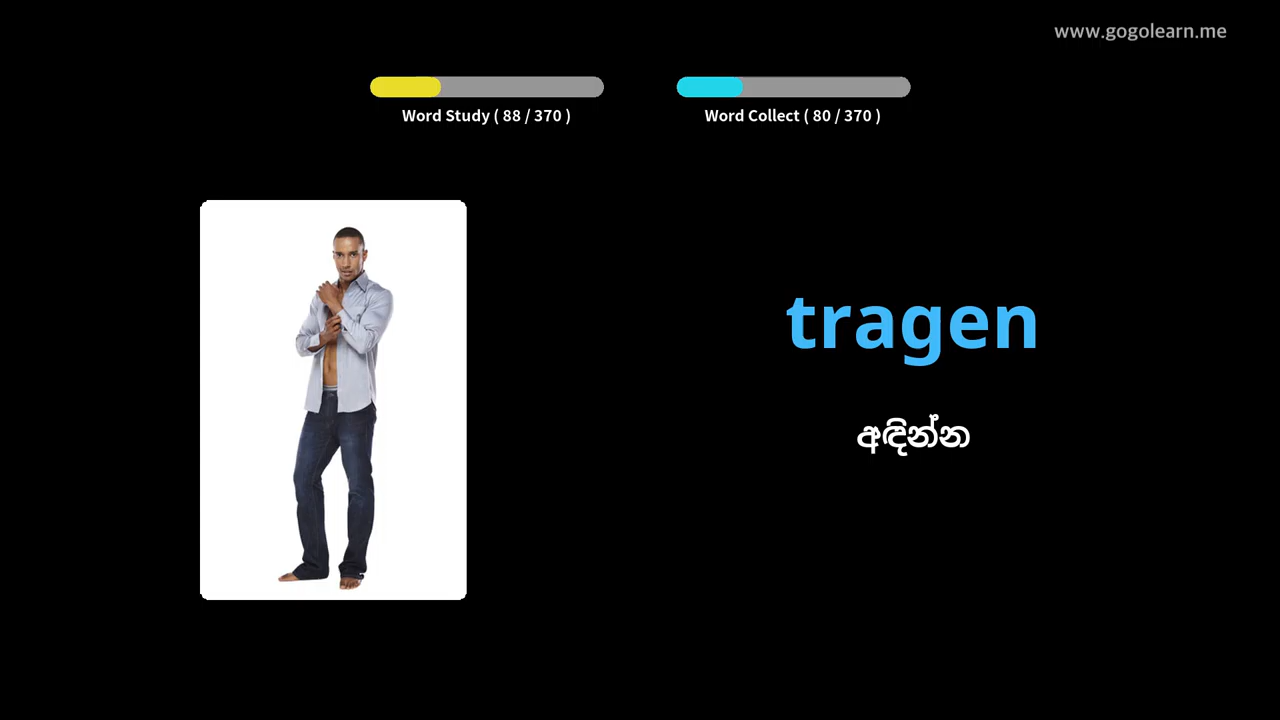 www.gogolearn.me
Word Study ( 88 / 370 )
Word Collect ( 80 / 370 )
tragen
අඳින්න